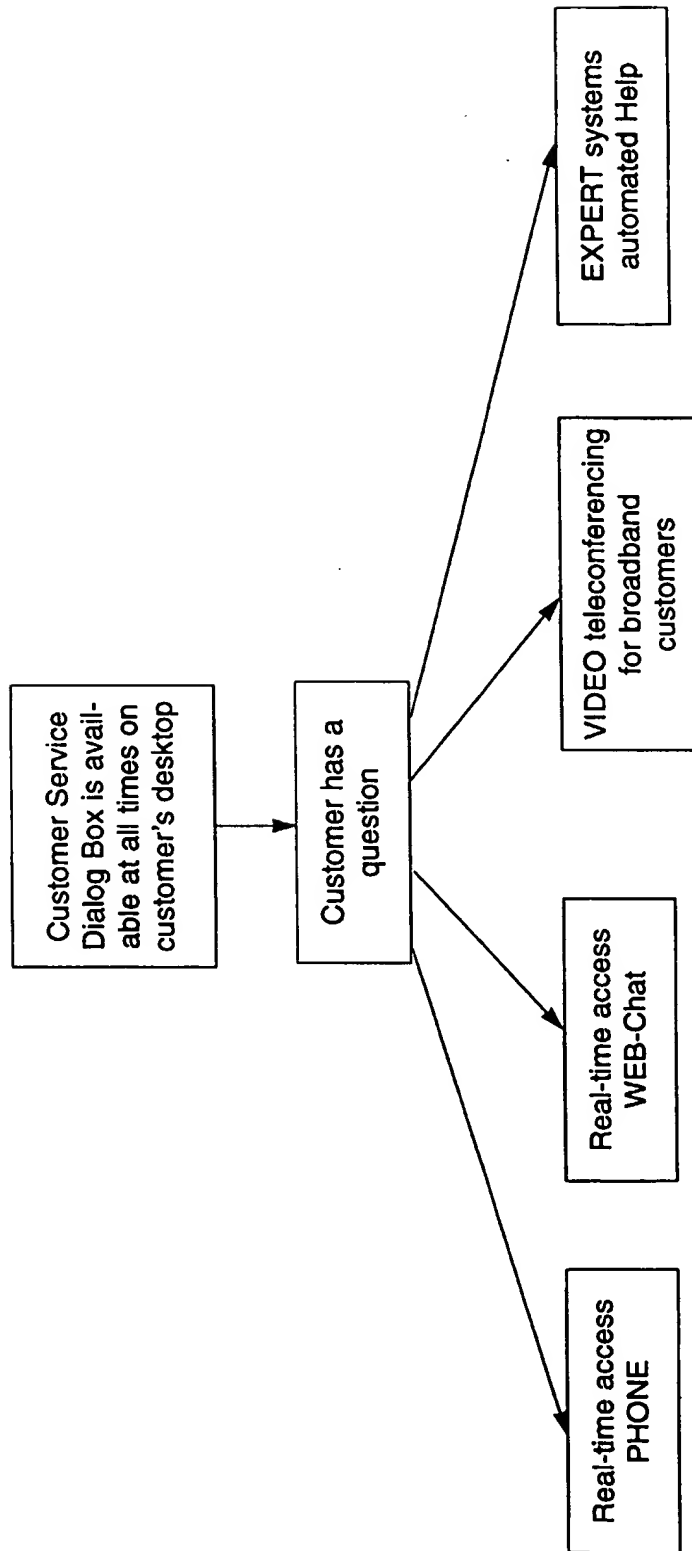 Customer Service
Dialog Box is avail-
able at all times on
customer's desktop
Customer has a
question
Real-time access
PHONE
Real-time access
WEB-Chat
VIDEO teleconferencing
for broadband
customers
EXPERT systems
automated Help